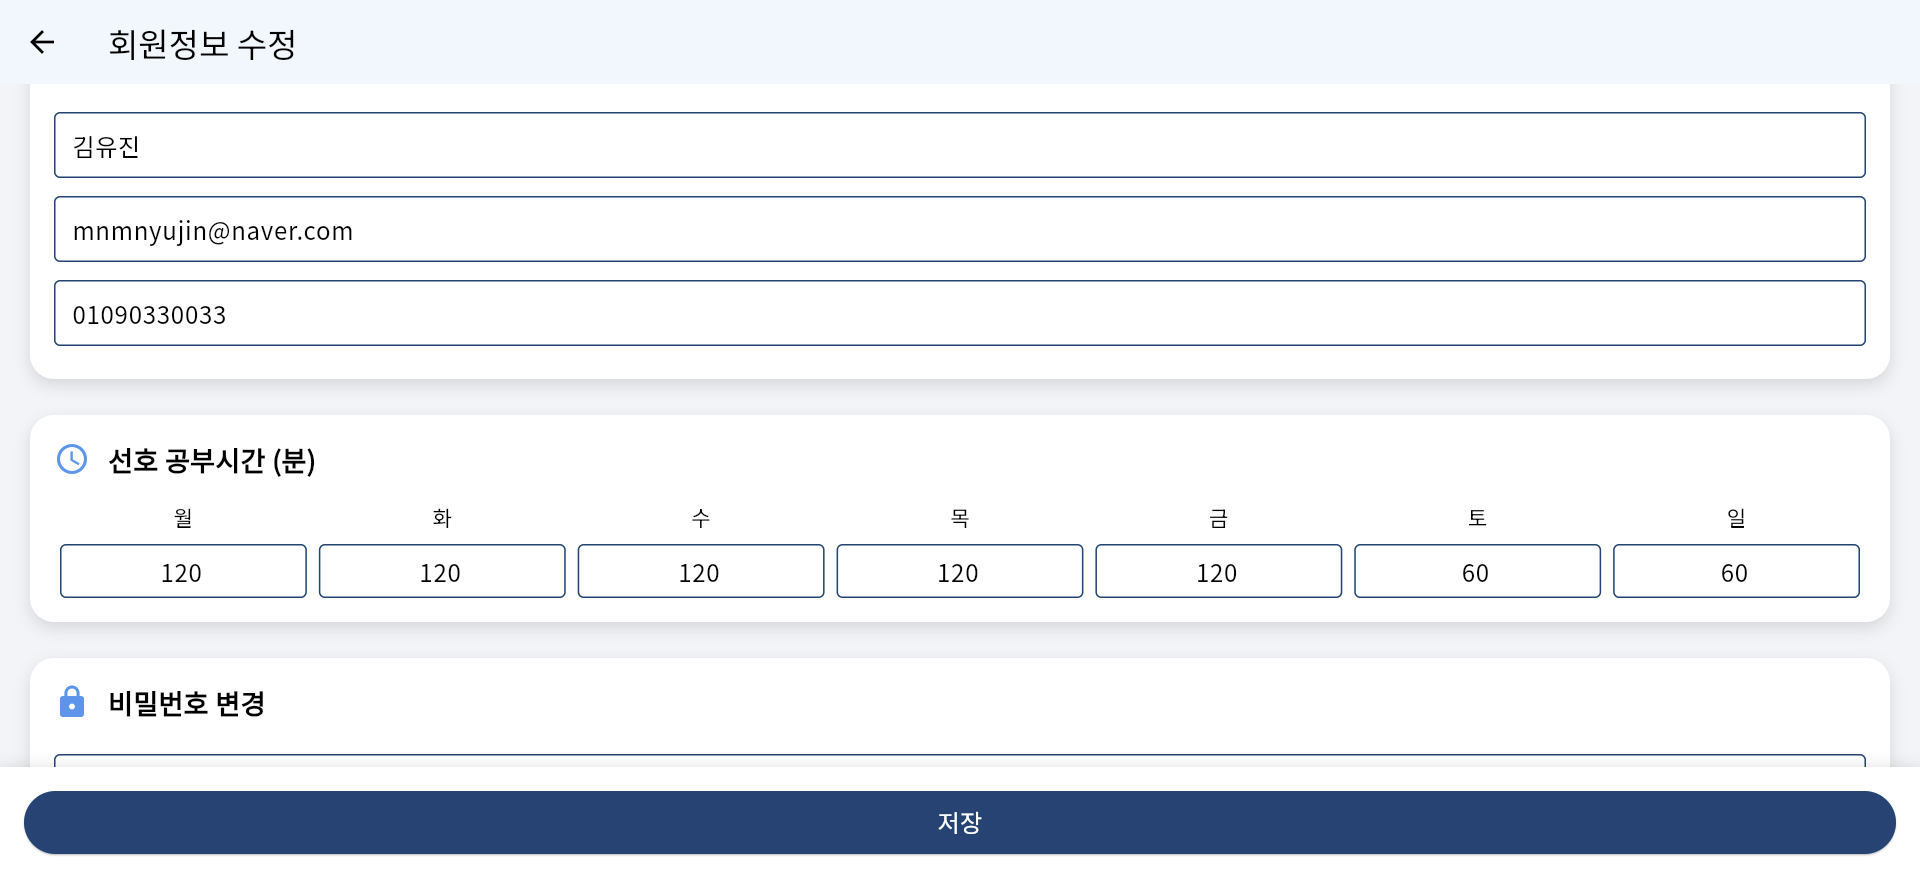 회원정보 수정
김유진
mnmnyujin@naver.com
01090330033
선호 공부시간 (분)
월 화 수 목 금 토 일
120 120 120 120 120 60 60
비밀번호 변경
저장